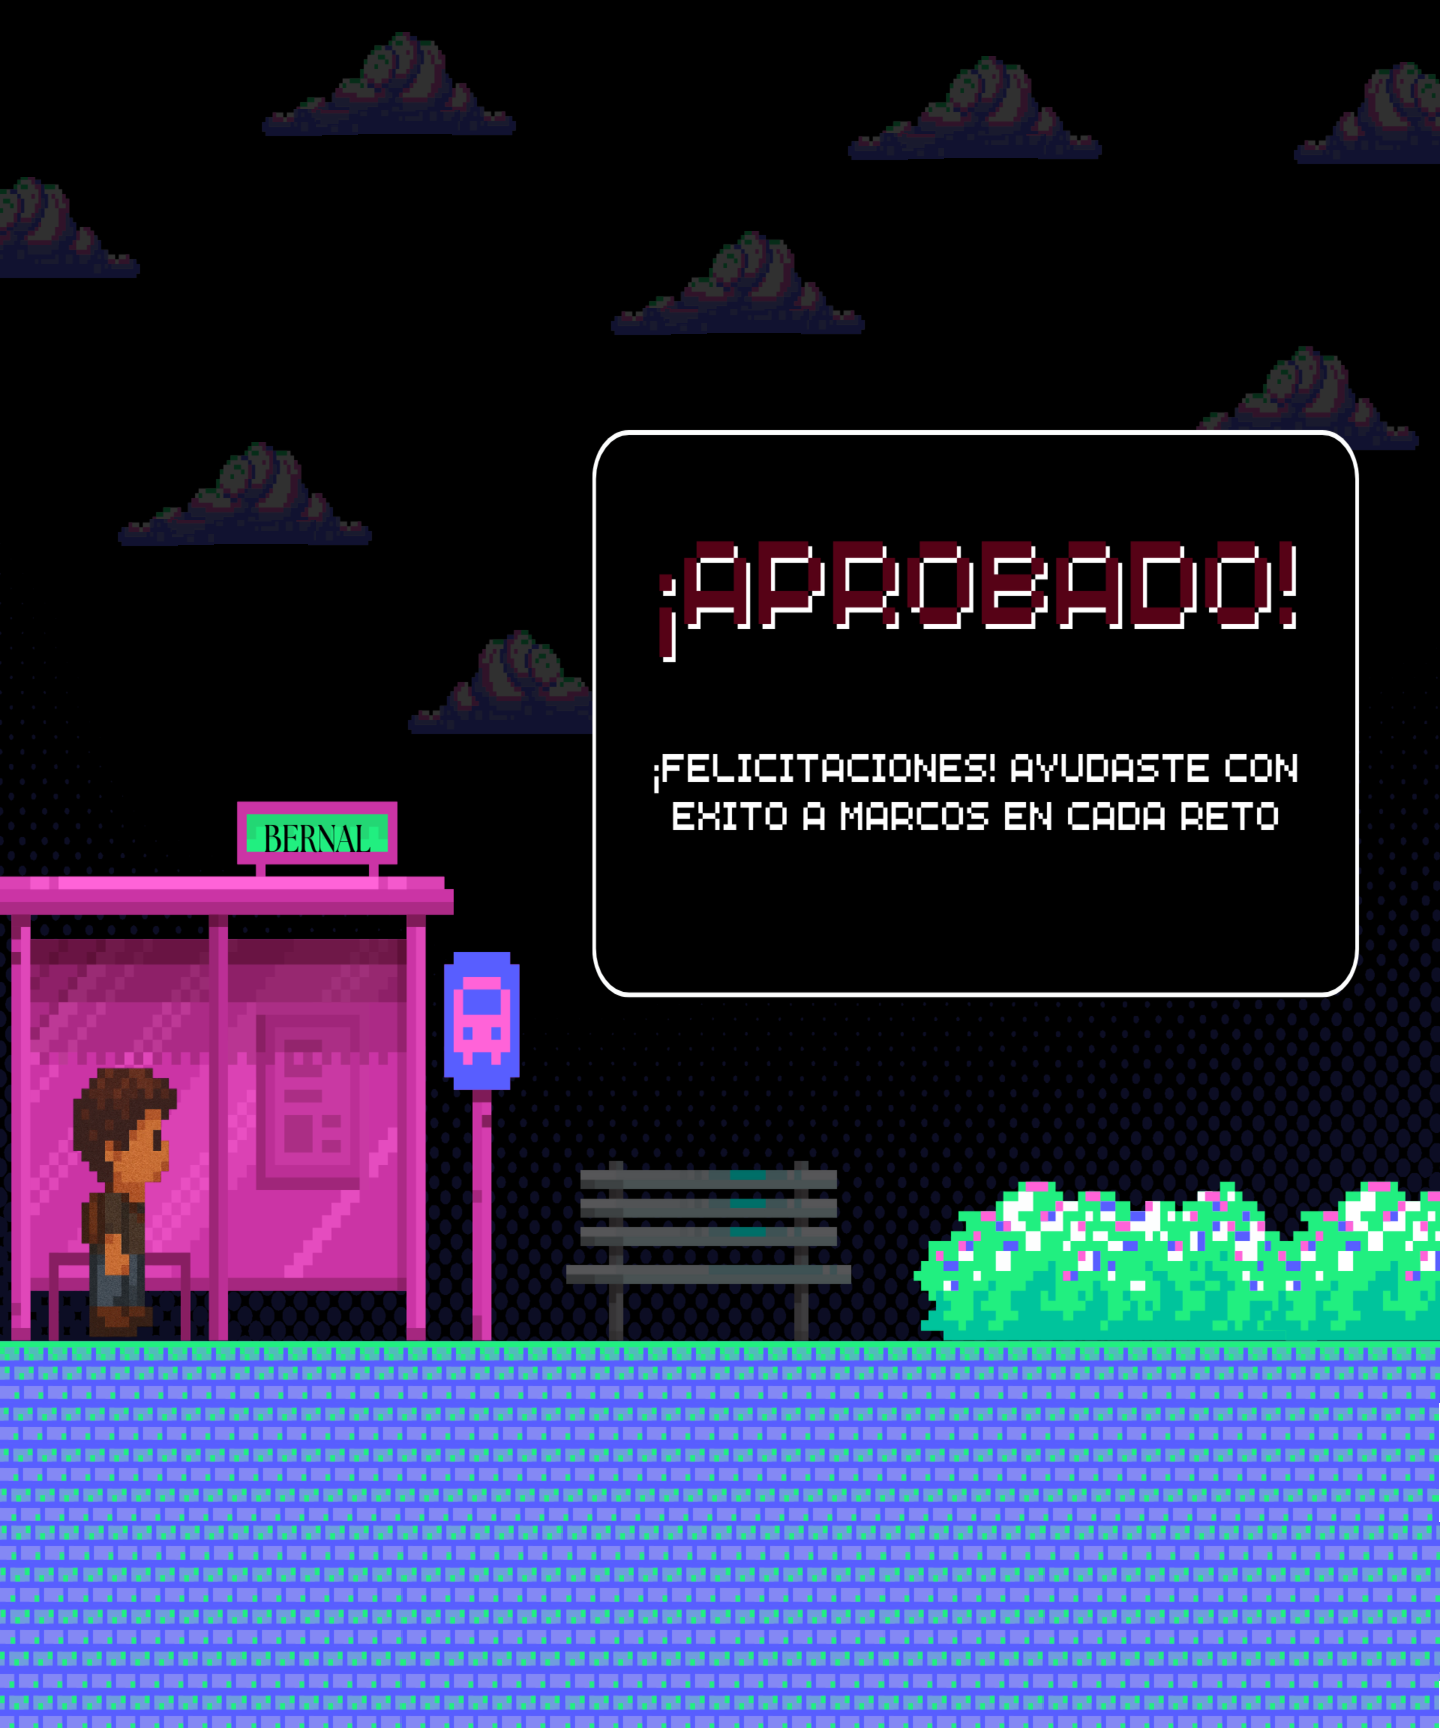 ¡APROBADO!
¡FELICITACIONES! AYUDASTE CON
EXITO A MARCOS EN CADA RETO
BERNAL